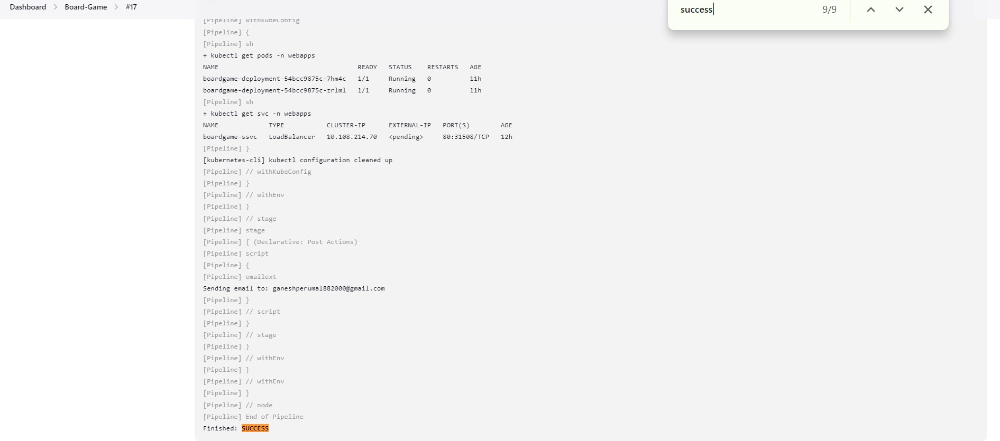 Dashboard > Board-Game > #17
success 9/9
[Pipeline] withKubeConfig
[Pipeline] {
[Pipeline] sh
+ kubectl get pods -n webapps
NAME READY STATUS RESTARTS AGE
boardgame-deployment-54bcc9875c-7hm4c 1/1 Running 0 11h
boardgame-deployment-54bcc9875c-zrlml 1/1 Running 0 11h
[Pipeline] sh
+ kubectl get svc -n webapps
NAME TYPE CLUSTER-IP EXTERNAL-IP PORT(S) AGE
boardgame-ssvc LoadBalancer 10.108.214.70 <pending> 80:31508/TCP 12h
[Pipeline] }
[kubernetes-cli] kubectl configuration cleaned up
[Pipeline] // withKubeConfig
[Pipeline] }
[Pipeline] // withEnv
[Pipeline] }
[Pipeline] // stage
[Pipeline] stage
[Pipeline] { (Declarative: Post Actions)
[Pipeline] script
[Pipeline] {
[Pipeline] emailext
Sending email to: ganeshperumal882000@gmail.com
[Pipeline] }
[Pipeline] // script
[Pipeline] }
[Pipeline] // stage
[Pipeline] }
[Pipeline] // withEnv
[Pipeline] }
[Pipeline] // withEnv
[Pipeline] }
[Pipeline] // node
[Pipeline] End of Pipeline
Finished: SUCCESS